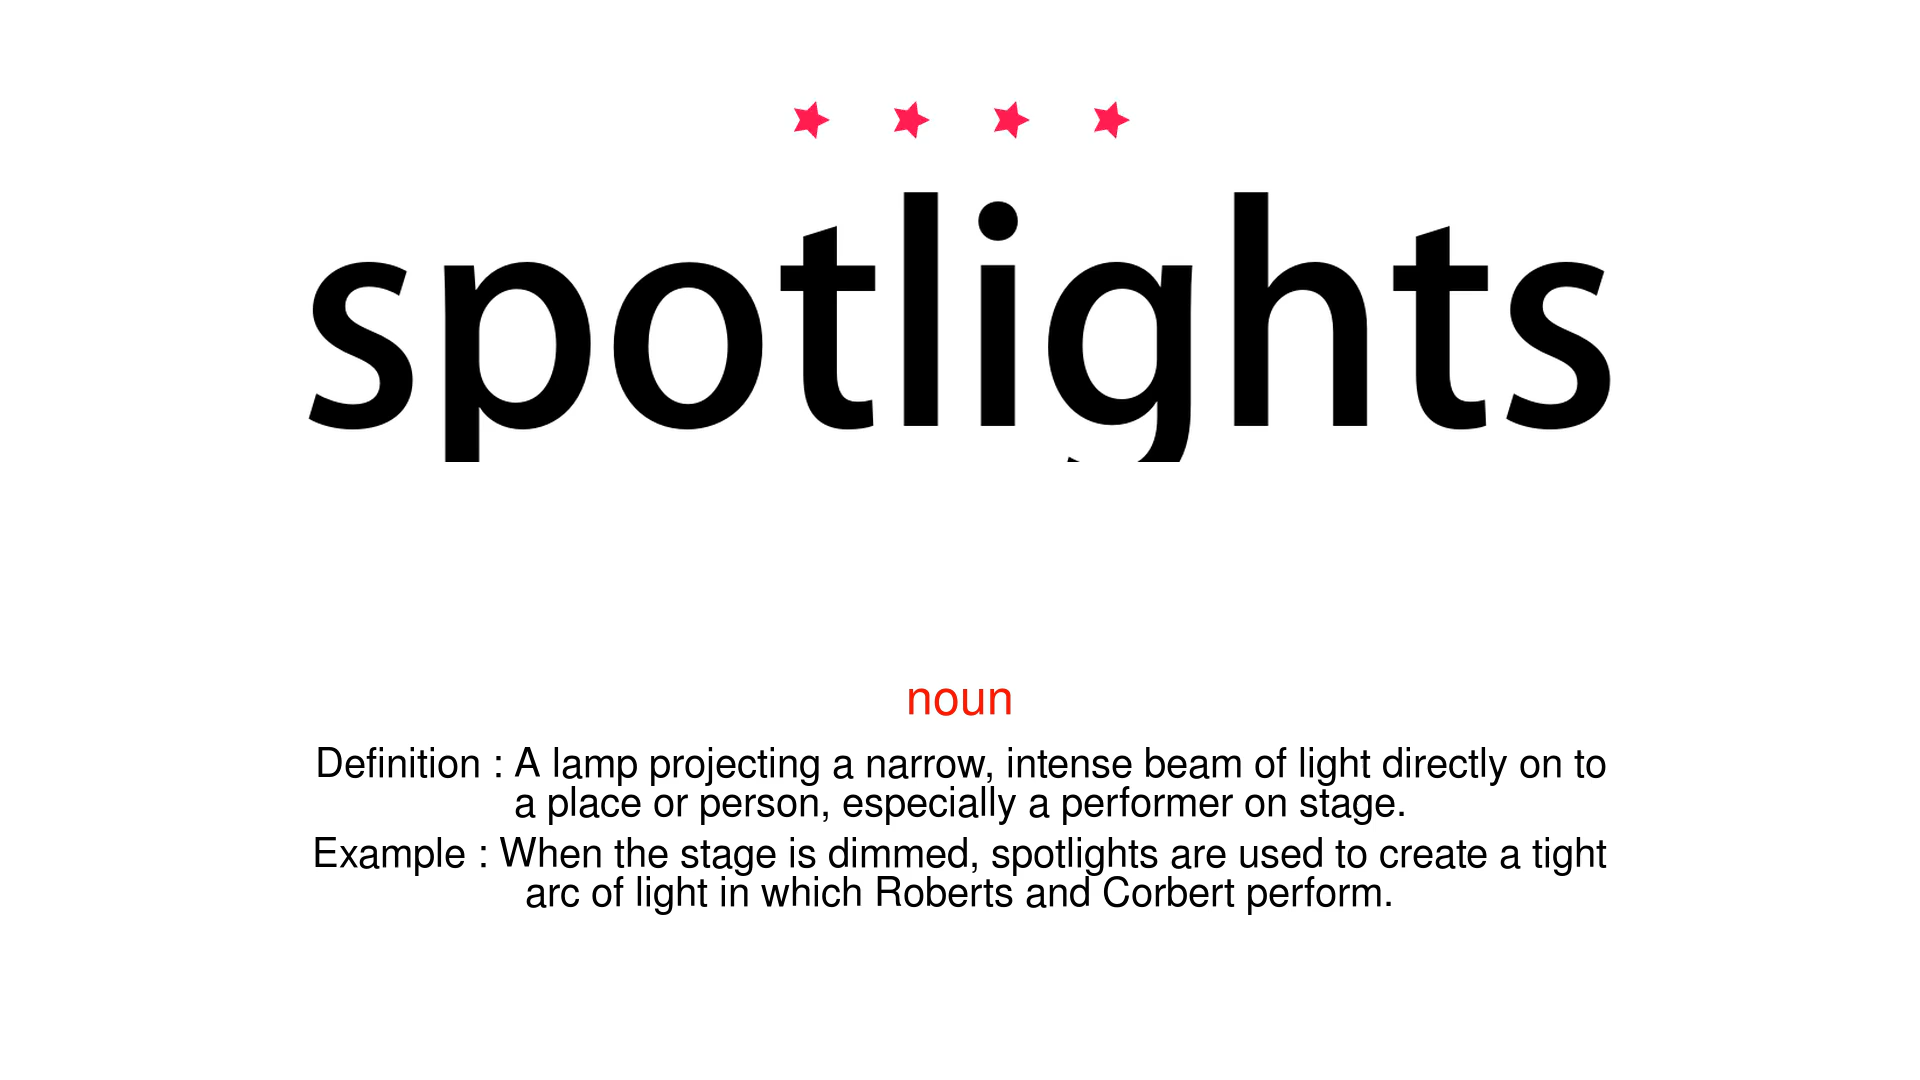 spotlights
noun
Definition : A lamp projecting a narrow, intense beam of light directly on to
a place or person, especially a performer on stage.
Example : When the stage is dimmed, spotlights are used to create a tight
arc of light in which Roberts and Corbert perform.